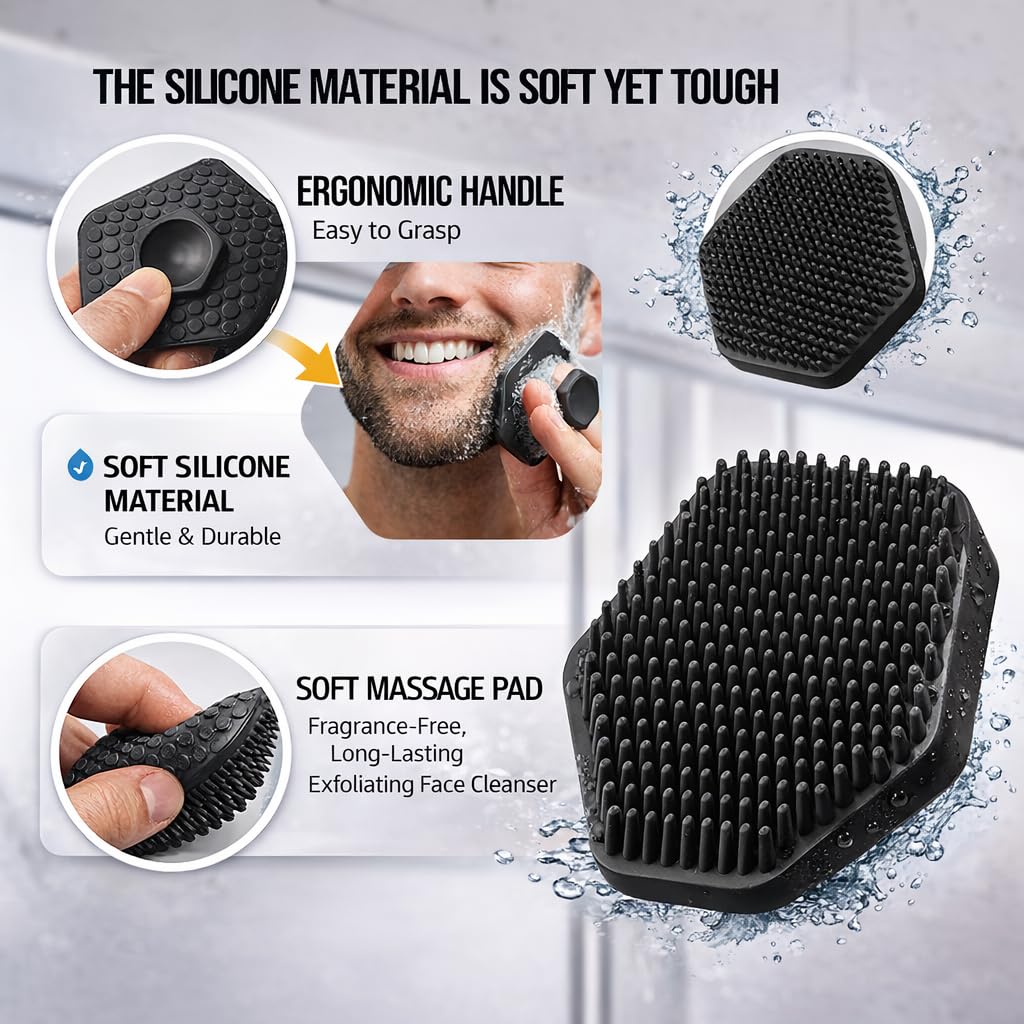 THE SILICONE MATERIAL IS SOFT YET TOUGH
ERGONOMIC HANDLE
Easy to Grasp
SOFT SILICONE
MATERIAL
Gentle & Durable
SOFT MASSAGE PAD
Fragrance-Free,
Long-Lasting
Exfoliating Face Cleanser